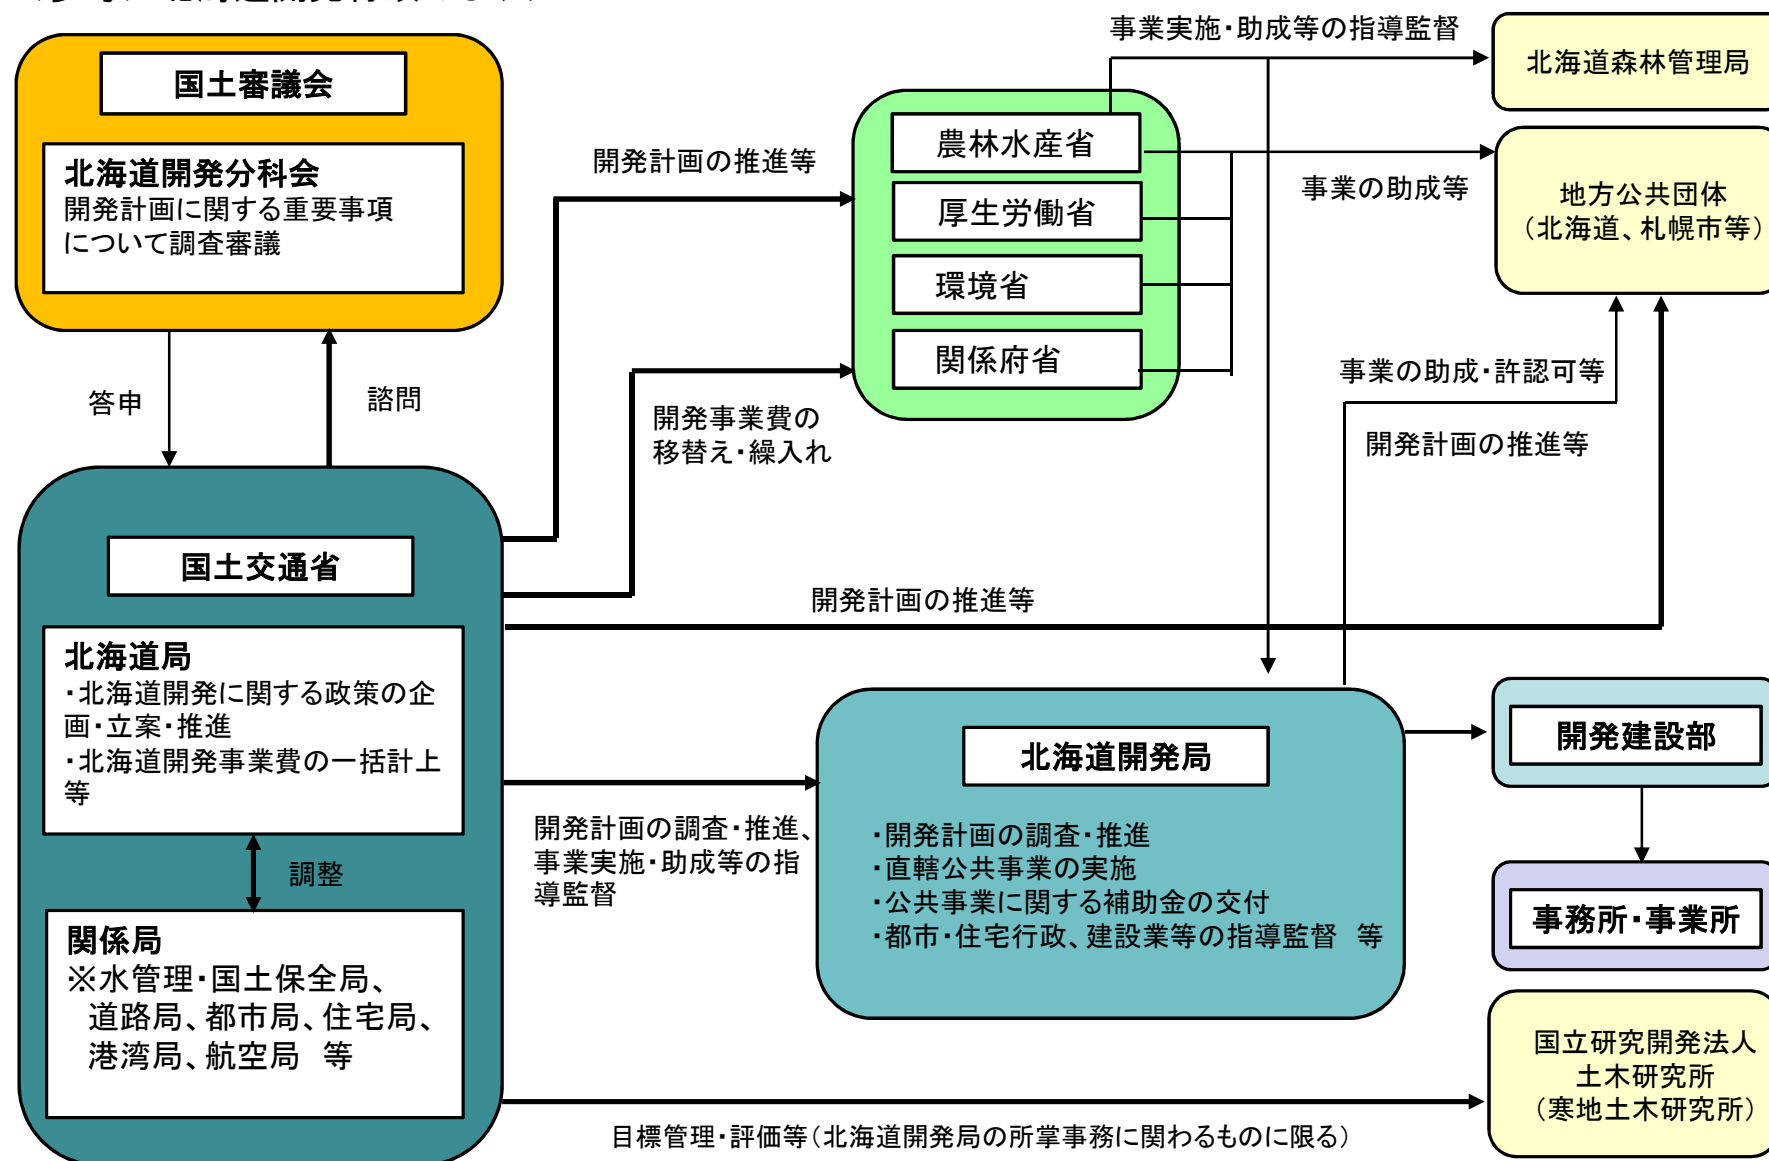 事業実施・助成等の指導監督
北海道森林管理局
国土審議会
北海道開発分科会
開発計画に関する重要事項
について調査審議
開発計画の推進等
農林水産省
厚生労働省
環境省
関係府省
事業の助成等
地方公共団体
（北海道、札幌市等）
答申
諮問
開発事業費の
移替え・繰入れ
事業の助成・許認可等
開発計画の推進等
国土交通省
開発計画の推進等
北海道局
・北海道開発に関する政策の企
画・立案・推進
・北海道開発事業費の一括計上
等
調整
関係局
※水管理・国土保全局、
道路局、都市局、住宅局、
港湾局、航空局　等
開発計画の調査・推進、
事業実施・助成等の指
導監督
北海道開発局
・開発計画の調査・推進
・直轄公共事業の実施
・公共事業に関する補助金の交付
・都市・住宅行政、建設業等の指導監督　等
開発建設部
事務所・事業所
国立研究開発法人
土木研究所
（寒地土木研究所）
目標管理・評価等（北海道開発局の所掌事務に関わるものに限る）